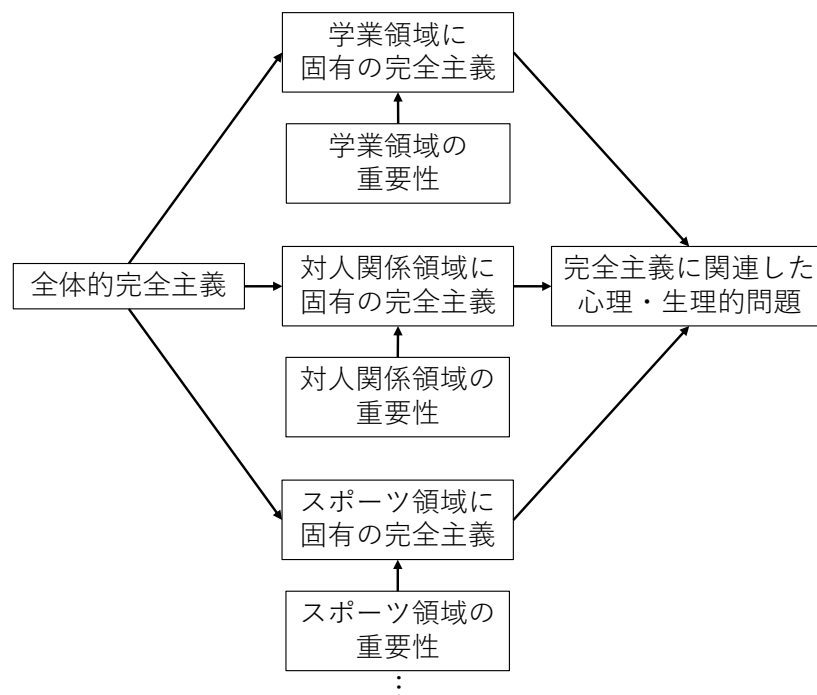 学業領域に
固有の完全主義
学業領域の
重要性
全体的完全主義
対人関係領域に
固有の完全主義
完全主義に関連した
心理・生理的問題
対人関係領域の
重要性
スポーツ領域に
固有の完全主義
スポーツ領域の
重要性
⋮